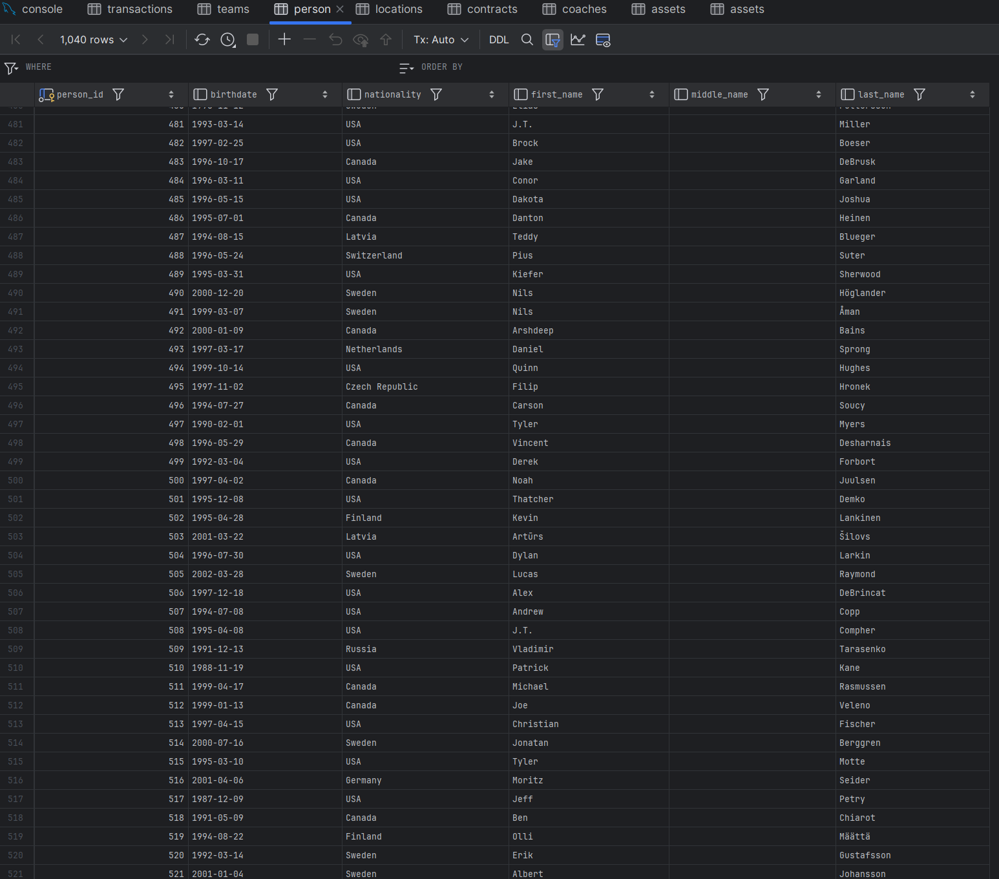 console transactions teams person locations contracts coaches assets assets
1,040 rows Tx: Auto DDL
WHERE ORDER BY
person_id birthdate nationality first_name middle_name last_name
481 481 1993-03-14 USA J.T. Miller
482 482 1997-02-25 USA Brock Boeser
483 483 1996-10-17 Canada Jake DeBrusk
484 484 1996-03-11 USA Conor Garland
485 485 1996-05-15 USA Dakota Joshua
486 486 1995-07-01 Canada Danton Heinen
487 487 1994-08-15 Latvia Teddy Blueger
488 488 1996-05-24 Switzerland Pius Suter
489 489 1995-03-31 USA Kiefer Sherwood
490 490 2000-12-20 Sweden Nils Höglander
491 491 1999-03-07 Sweden Nils Åman
492 492 2000-01-09 Canada Arshdeep Bains
493 493 1997-03-17 Netherlands Daniel Sprong
494 494 1999-10-14 USA Quinn Hughes
495 495 1997-11-02 Czech Republic Filip Hronek
496 496 1994-07-27 Canada Carson Soucy
497 497 1990-02-01 USA Tyler Myers
498 498 1996-05-29 Canada Vincent Desharnais
499 499 1992-03-04 USA Derek Forbort
500 500 1997-04-02 Canada Noah Juulsen
501 501 1995-12-08 USA Thatcher Demko
502 502 1995-04-28 Finland Kevin Lankinen
503 503 2001-03-22 Latvia Artūrs Šilovs
504 504 1996-07-30 USA Dylan Larkin
505 505 2002-03-28 Sweden Lucas Raymond
506 506 1997-12-18 USA Alex DeBrincat
507 507 1994-07-08 USA Andrew Copp
508 508 1995-04-08 USA J.T. Compher
509 509 1991-12-13 Russia Vladimir Tarasenko
510 510 1988-11-19 USA Patrick Kane
511 511 1999-04-17 Canada Michael Rasmussen
512 512 1999-01-13 Canada Joe Veleno
513 513 1997-04-15 USA Christian Fischer
514 514 2000-07-16 Sweden Jonatan Berggren
515 515 1995-03-10 USA Tyler Motte
516 516 2001-04-06 Germany Moritz Seider
517 517 1987-12-09 USA Jeff Petry
518 518 1991-05-09 Canada Ben Chiarot
519 519 1994-08-22 Finland Olli Määttä
520 520 1992-03-14 Sweden Erik Gustafsson
521 521 2001-01-04 Sweden Albert Johansson